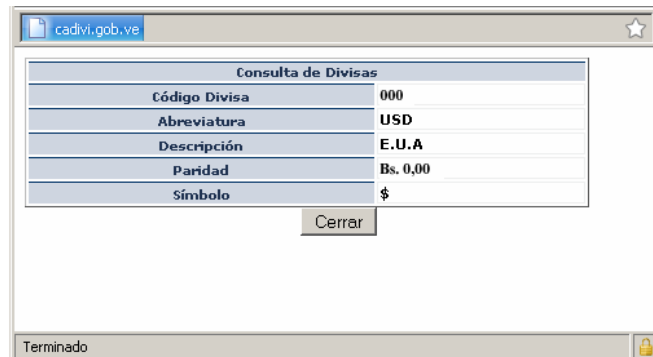 cadivi.gob.ve
Consulta de Divisas
Código Divisa 000
Abreviatura USD
Descripción E.U.A
Paridad Bs. 0,00
Símbolo $
Cerrar
Terminado